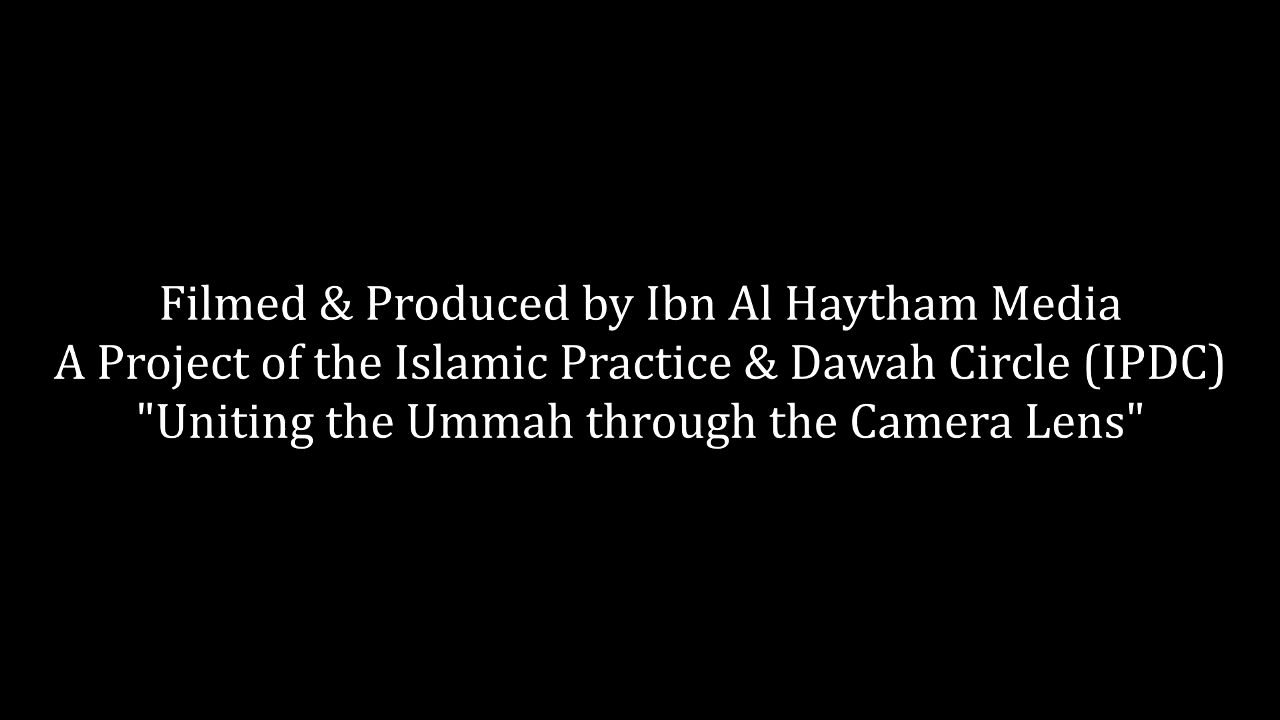 Filmed & Produced by Ibn Al Haytham Media
A Project of the Islamic Practice & Dawah Circle (IPDC)
"Uniting the Ummah through the Camera Lens"